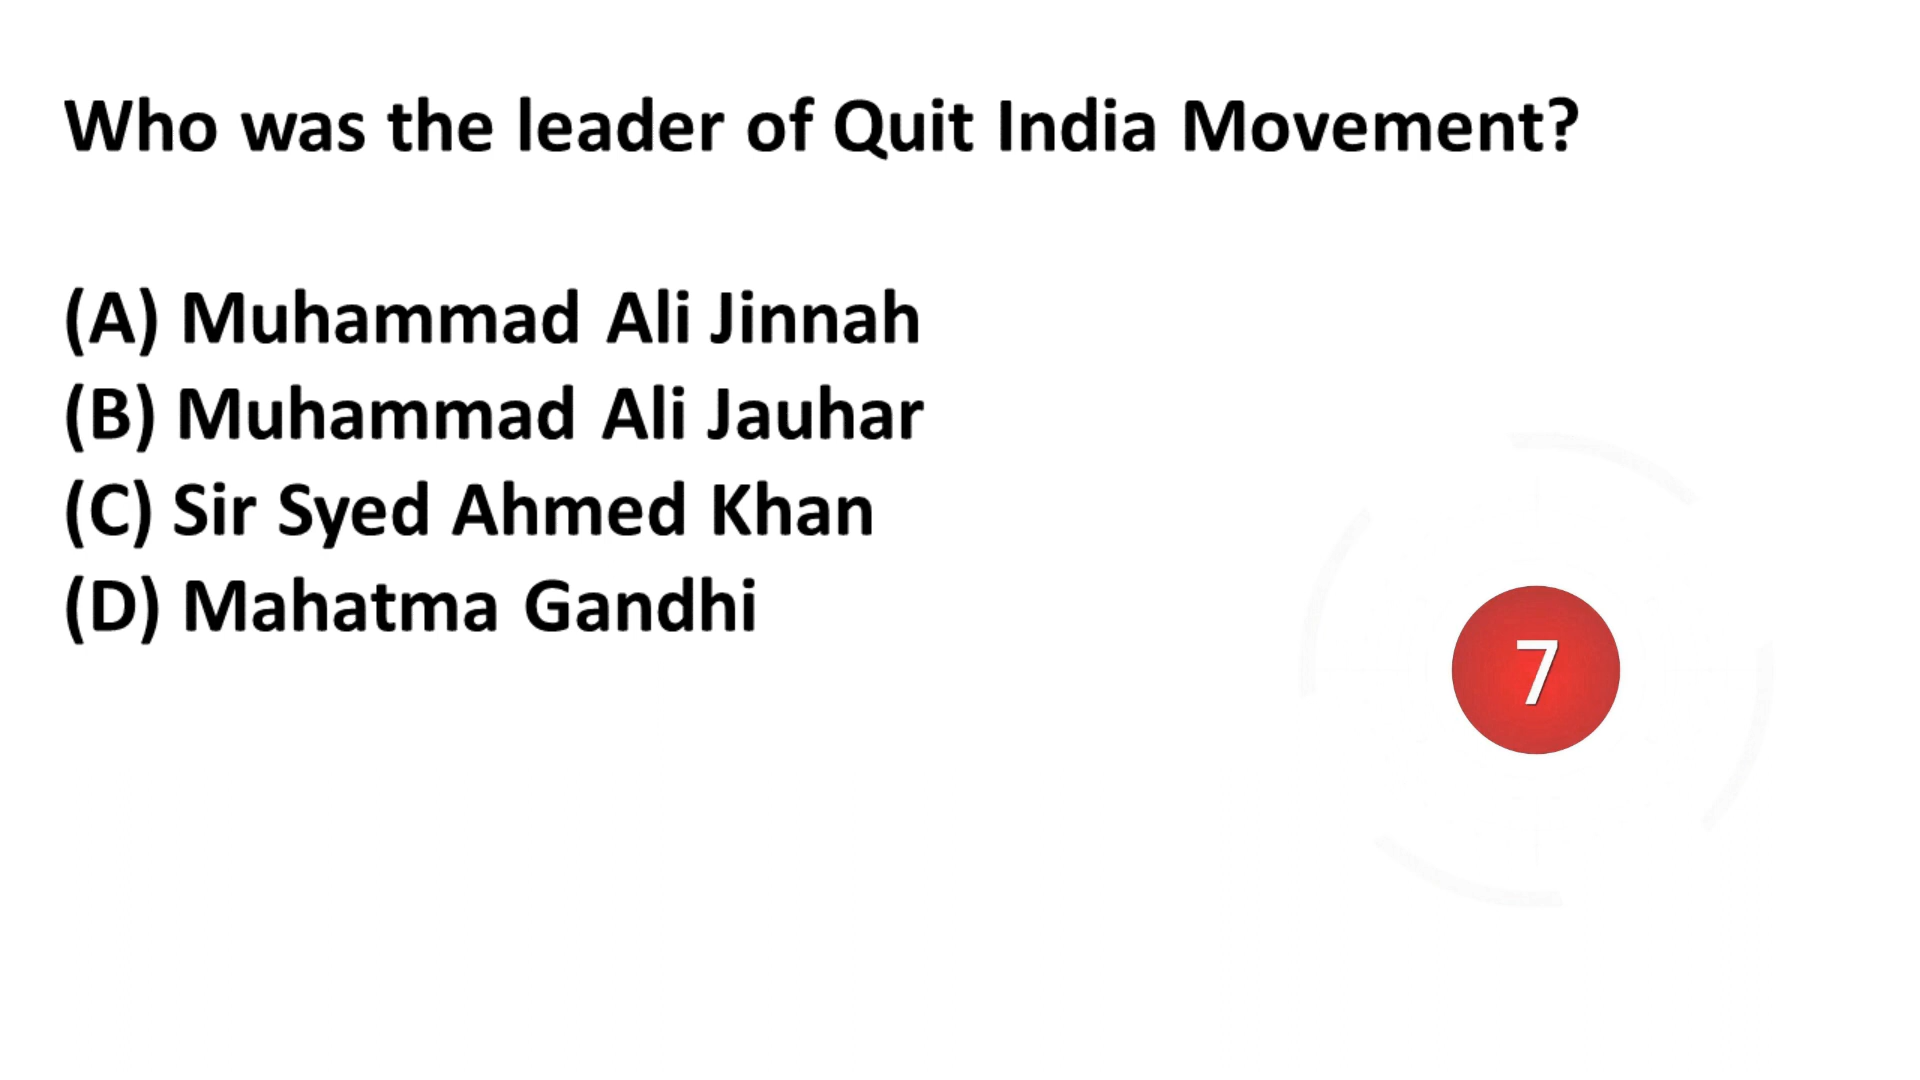 Who was the leader of Quit India Movement?
(A) Muhammad Ali Jinnah
(B) Muhammad Ali Jauhar
(C) Sir Syed Ahmed Khan
(D) Mahatma Gandhi
7